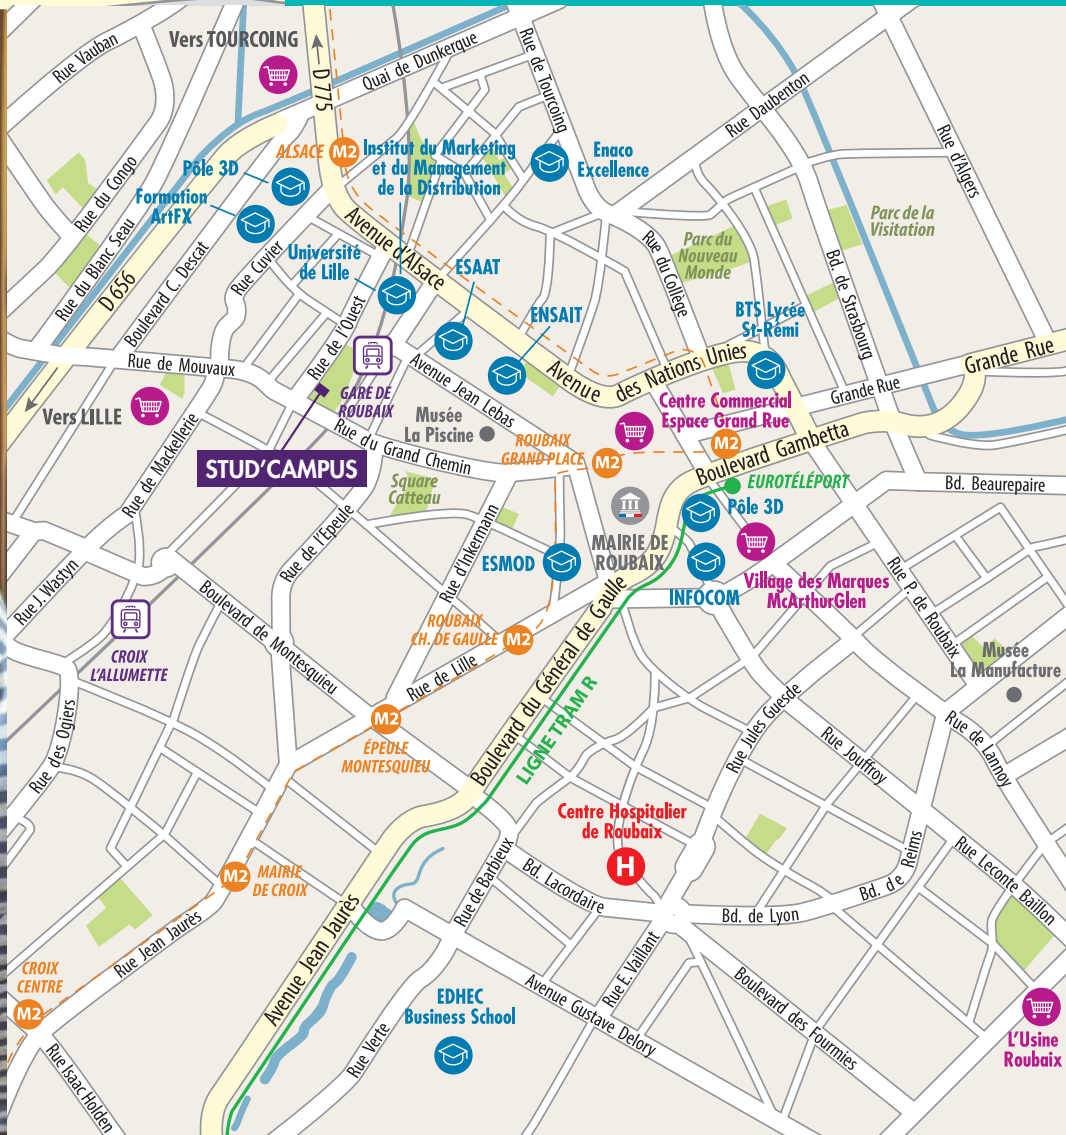 Vers TOURCOING
Rue Vauban
D 775
Quai de Dunkerque
Rue de Tourcoing
Rue Daubenton
Rue d'Algers
ALSACE
M2
Institut du Marketing
et du Management
de la Distribution
Enaco
Excellence
Pôle 3D
Formation
ArtFX
Rue du Congo
Rue du Blanc Seau
D 656
Boulevard C. Descat
Rue Cuvier
Université
de Lille
Avenue d'Alsace
ESAAT
ENSAIT
Rue du Collège
Parc du
Nouveau
Monde
Parc de la
Visitation
Bd. de Strasbourg
BTS Lycée
St-Rémi
Rue de l'Ouest
Rue de Mouvaux
GARE DE
ROUBAIX
Avenue Jean Lebas
Avenue des Nations Unies
Grande Rue
Grande Rue
Vers LILLE
Rue de Mackellerie
STUD'CAMPUS
Musée
La Piscine
Rue du Grand Chemin
ROUBAIX
GRAND PLACE
M2
Centre Commercial
Espace Grand Rue
M2
Boulevard Gambetta
EUROTÉLÉPORT
Bd. Beaurepaire
Square
Catteau
Pôle 3D
MAIRIE DE
ROUBAIX
Rue de l'Epeule
Rue d'Inkermann
ESMOD
INFOCOM
Village des Marques
McArthurGlen
Rue P. de Roubaix
Rue J. Wastyn
CROIX
L'ALLUMETTE
Boulevard de Montesquieu
ROUBAIX
CH. DE GAULLE
M2
Rue de Lille
Boulevard du Général de Gaulle
LIGNE TRAM R
Musée
La Manufacture
Rue des Ogiers
M2
ÉPEULE
MONTESQUIEU
Rue Jules Guesde
Rue Jouffroy
Rue de Lannoy
Centre Hospitalier
de Roubaix
H
M2
MAIRIE
DE CROIX
Rue de Barbieux
Bd. Lacordaire
Bd. de Lyon
Bd. de Reims
Rue Leconte Baillon
Rue Jean Jaurès
Avenue Jean Jaurès
CROIX
CENTRE
M2
Rue E. Vaillant
Avenue Gustave Delory
Boulevard des Fourmies
EDHEC
Business School
Rue Verte
Rue Isaac Holden
L'Usine
Roubaix